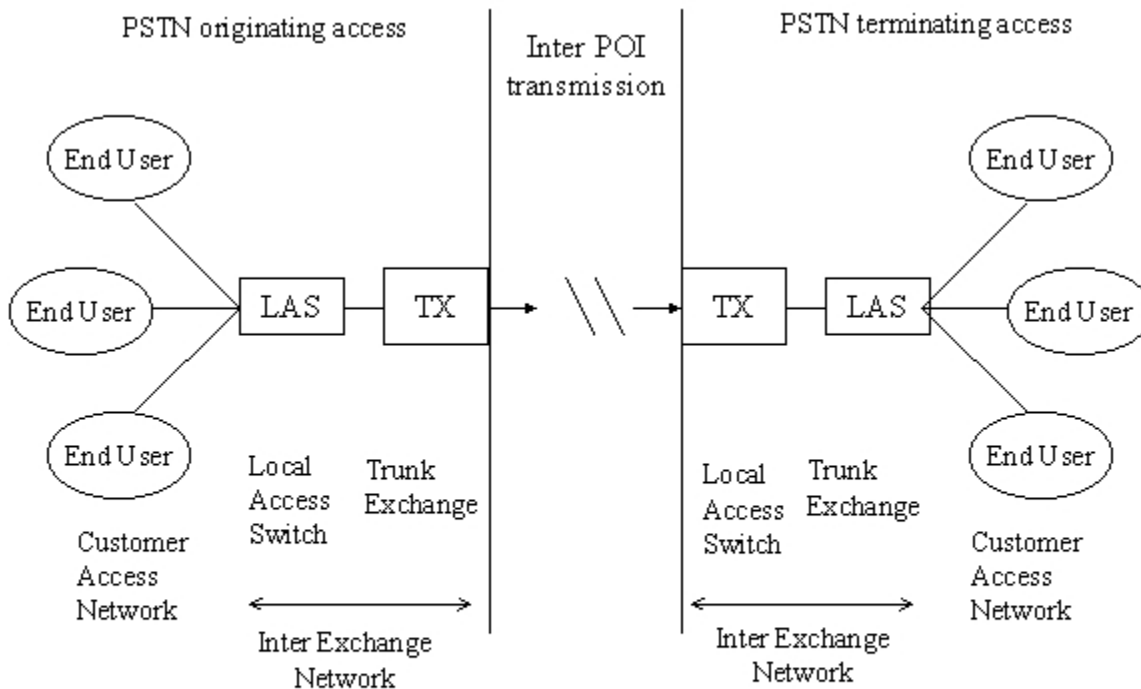 PSTN originating access
Inter POI
transmission
PSTN terminating access
End User
End User
End User
LAS
TX
TX
LAS
End User
End User
End User
Local
Access
Switch
Trunk
Exchange
Local
Access
Switch
Trunk
Exchange
Customer
Access
Network
Customer
Access
Network
Inter Exchange
Network
Inter Exchange
Network